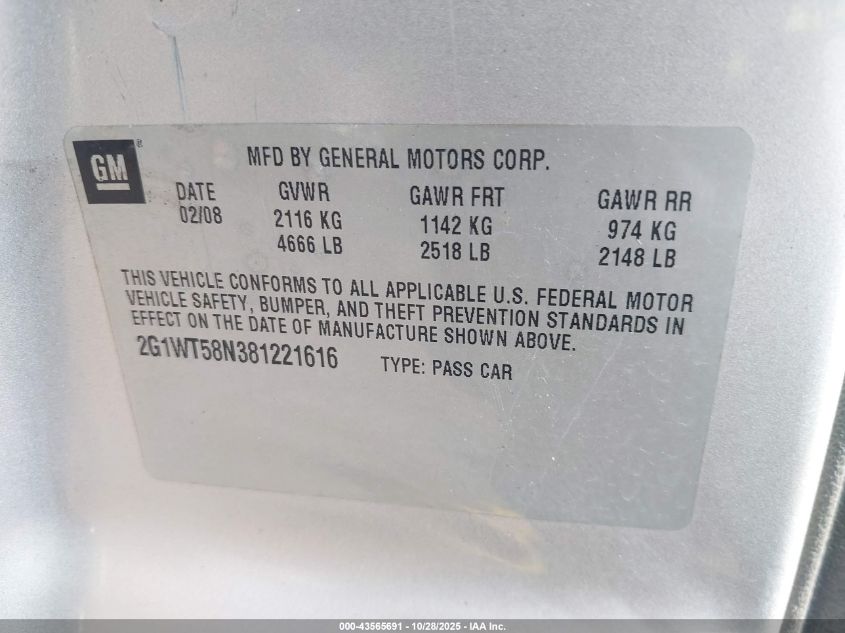 GM ®
MFD BY GENERAL MOTORS CORP.
DATE GVWR GAWR FRT GAWR RR
02/08 2116 KG 1142 KG 974 KG
4666 LB 2518 LB 2148 LB
THIS VEHICLE CONFORMS TO ALL APPLICABLE U.S. FEDERAL MOTOR
VEHICLE SAFETY, BUMPER, AND THEFT PREVENTION STANDARDS IN
EFFECT ON THE DATE OF MANUFACTURE SHOWN ABOVE.
2G1WT58N381221616 TYPE: PASS CAR
000-43565691 - 10/28/2025 - IAA Inc.